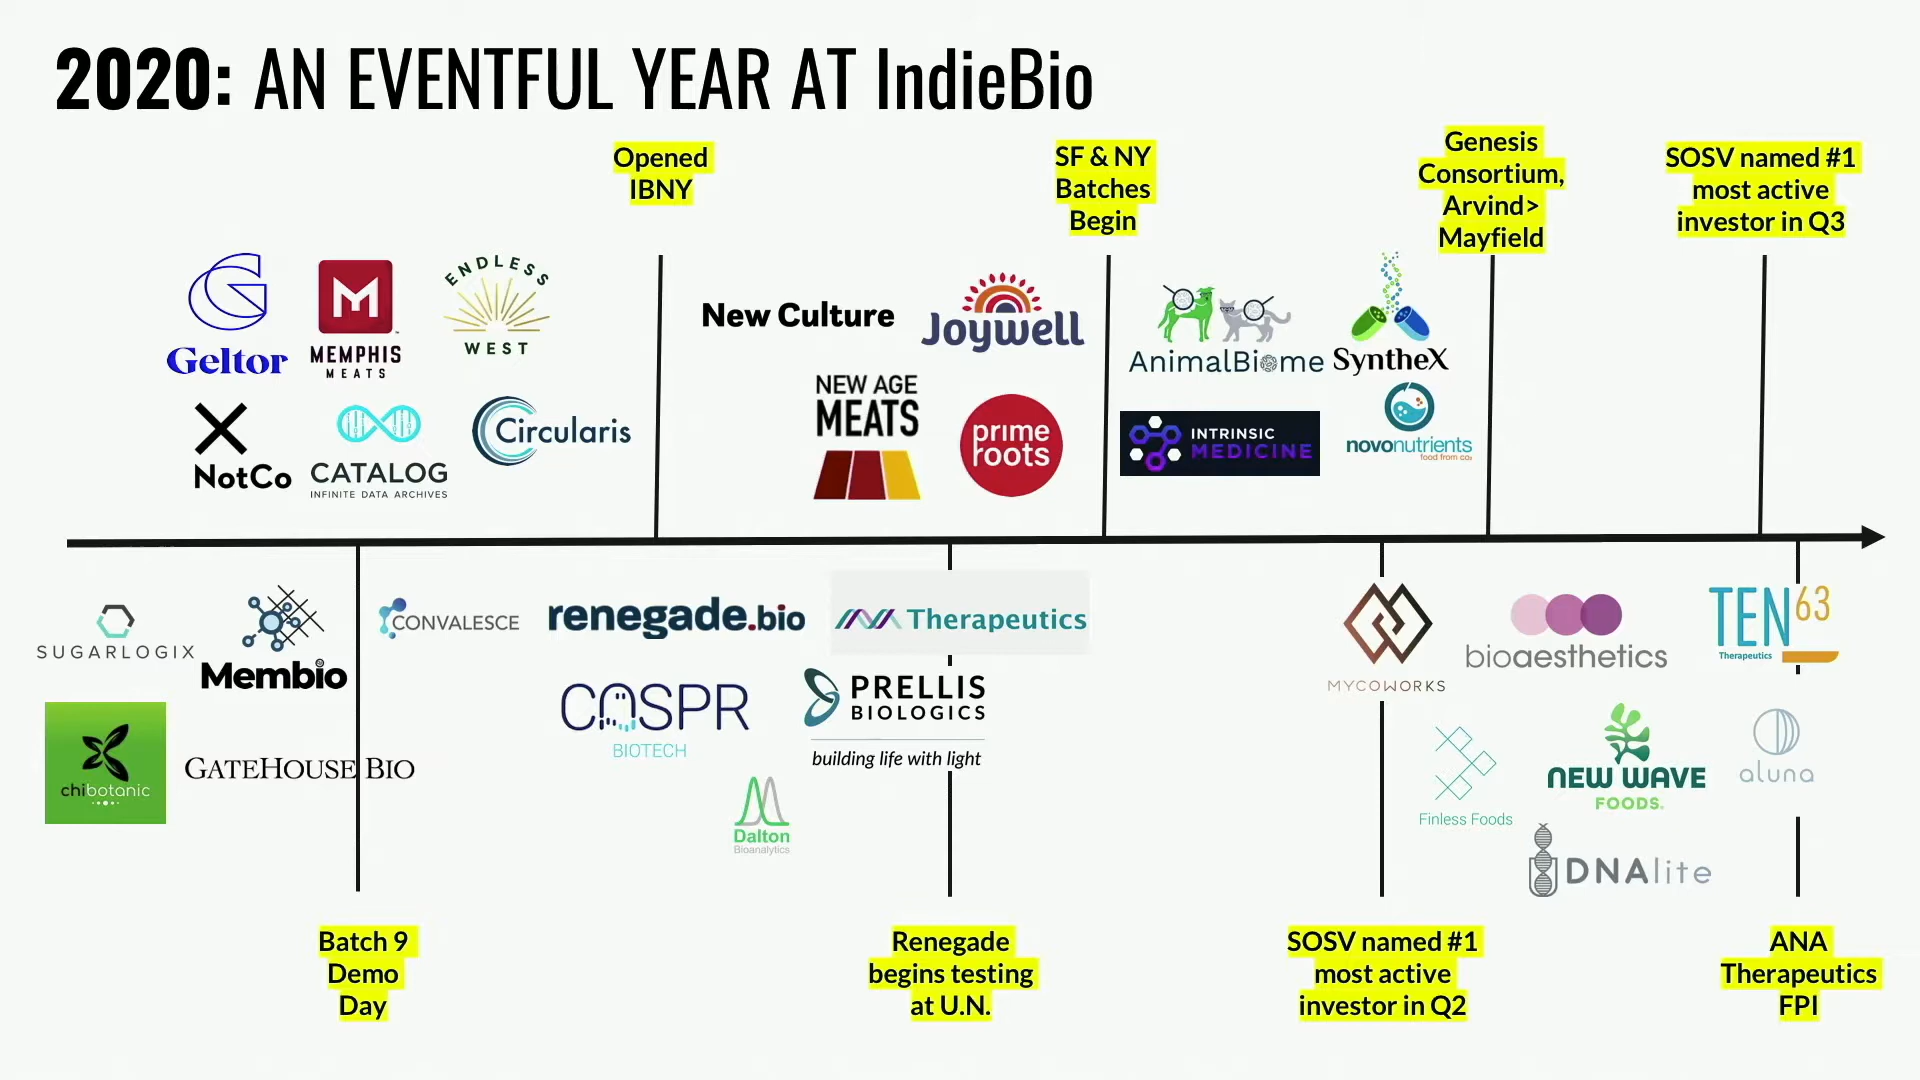 2020: AN EVENTFUL YEAR AT IndieBio
Opened
IBNY
SF & NY
Batches
Begin
Genesis
Consortium,
Arvind>
Mayfield
SOSV named #1
most active
investor in Q3
Geltor
MEMPHIS
MEATS
ENDLESS
WEST
New Culture
Joywell
AnimalBiome
SyntheX
NotCo
CATALOG
INFINITE DATA ARCHIVES
Circularis
NEW AGE
MEATS
prime
roots
INTRINSIC
MEDICINE
novonutrients
food from co₂
SUGARLOGIX
Membio
CONVALESCE
renegade.bio
Therapeutics
MYCOWORKS
bioaesthetics
TEN63
Therapeutics
chibotanic
GATEHOUSE BIO
CASPR
BIOTECH
PRELLIS
BIOLOGICS
building life with light
Dalton
Bioanalytics
Finless Foods
NEW WAVE
FOODS.
aluna
DNAlite
Batch 9
Demo
Day
Renegade
begins testing
at U.N.
SOSV named #1
most active
investor in Q2
ANA
Therapeutics
FPI